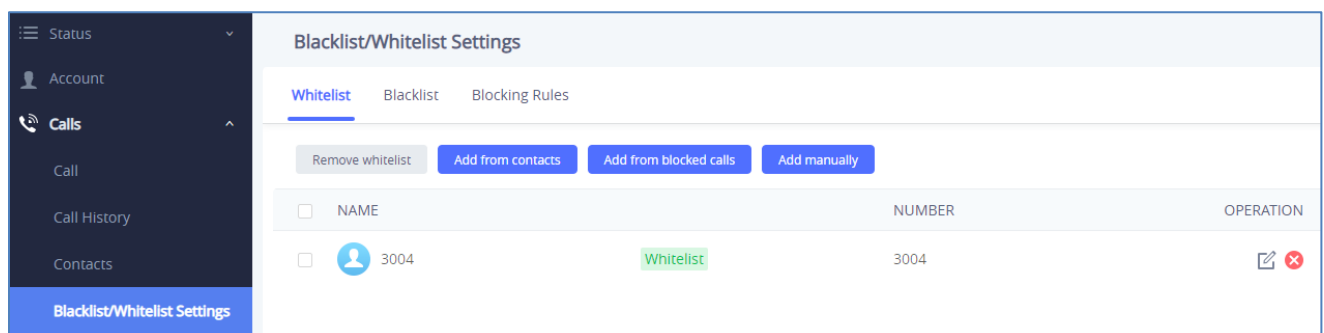 Status
Account
Calls
Call
Call History
Contacts
Blacklist/Whitelist Settings
Blacklist/Whitelist Settings
Whitelist Blacklist Blocking Rules
Remove whitelist Add from contacts Add from blocked calls Add manually
NAME NUMBER OPERATION
3004 Whitelist 3004